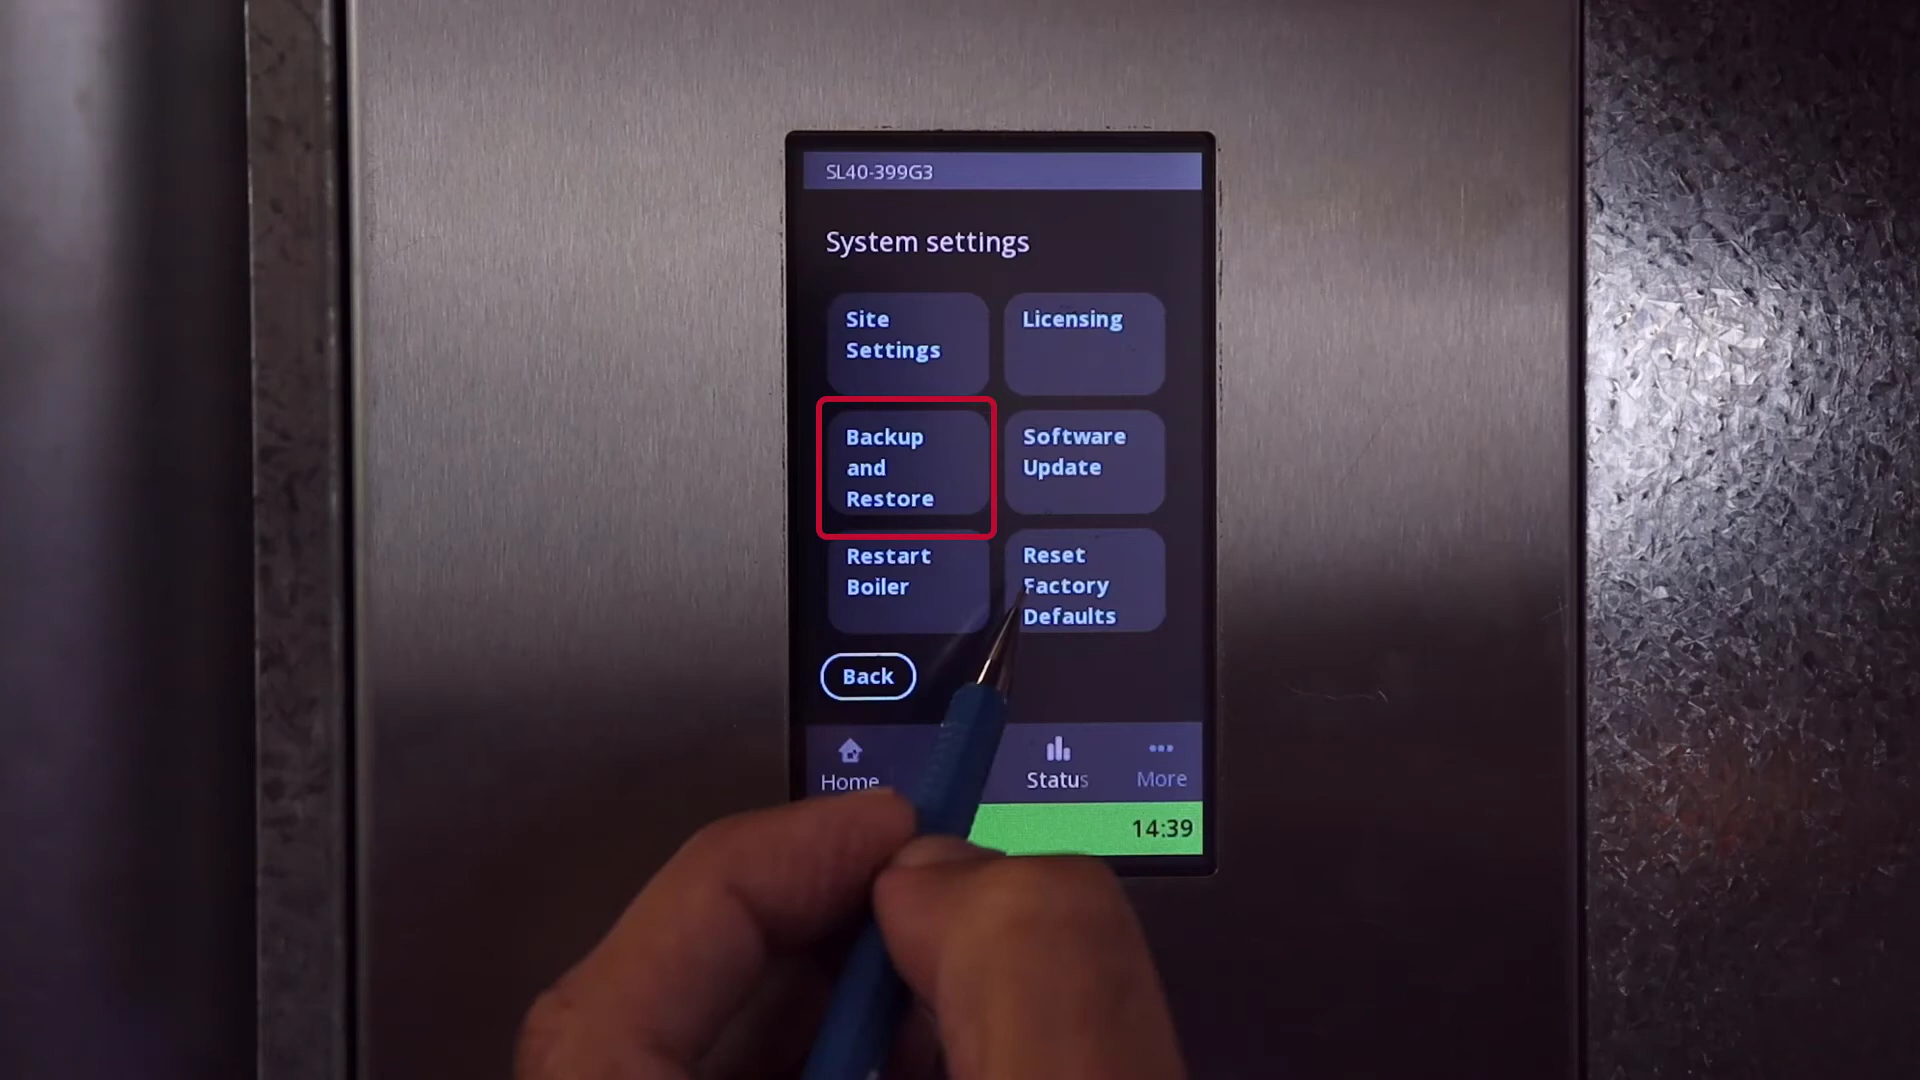 SL40-399G3
System settings
Site
Settings
Licensing
Backup
and
Restore
Software
Update
Restart
Boiler
Reset
Factory
Defaults
Back
Home
Status
More
14:39